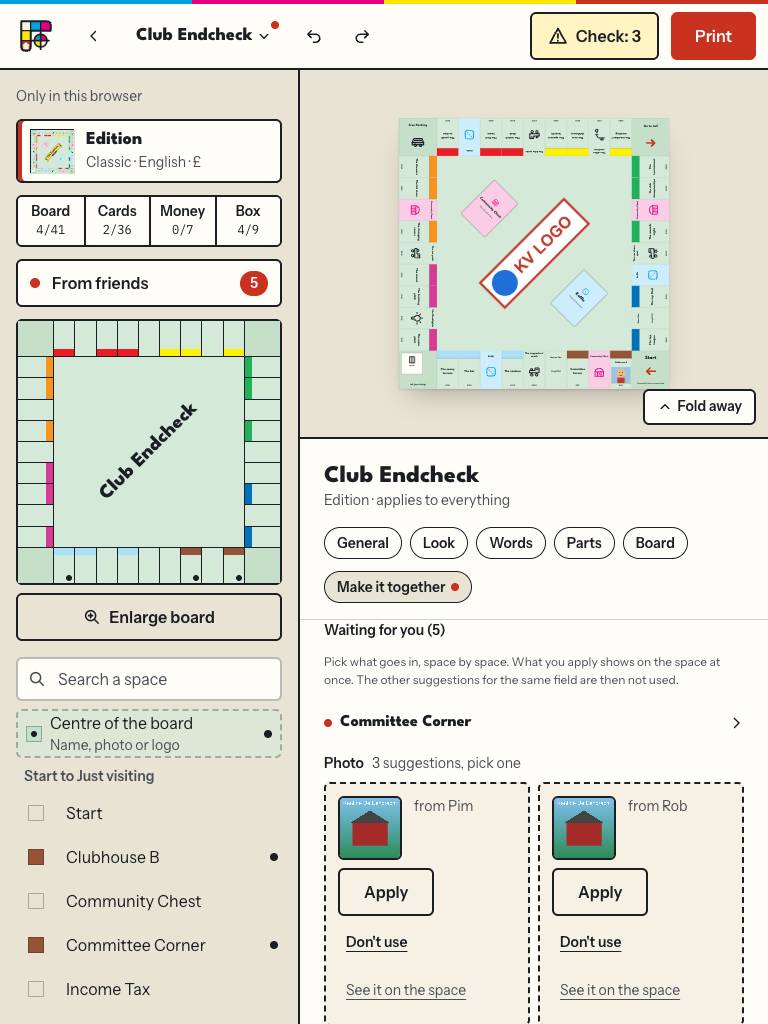 Club Endcheck
Check: 3
Print
Only in this browser
Edition
Classic · English · £
Board
4/41
Cards
2/36
Money
0/7
Box
4/9
From friends
5
Club Endcheck
Enlarge board
Search a space
Centre of the board
Name, photo or logo
Start to Just visiting
Start
Clubhouse B
Community Chest
Committee Corner
Income Tax
KV LOGO
Start
Fold away
Club Endcheck
Edition · applies to everything
General
Look
Words
Parts
Board
Make it together
Waiting for you (5)
Pick what goes in, space by space. What you apply shows on the space at
once. The other suggestions for the same field are then not used.
Committee Corner
Photo 3 suggestions, pick one
from Pim
Apply
Don't use
See it on the space
from Rob
Apply
Don't use
See it on the space